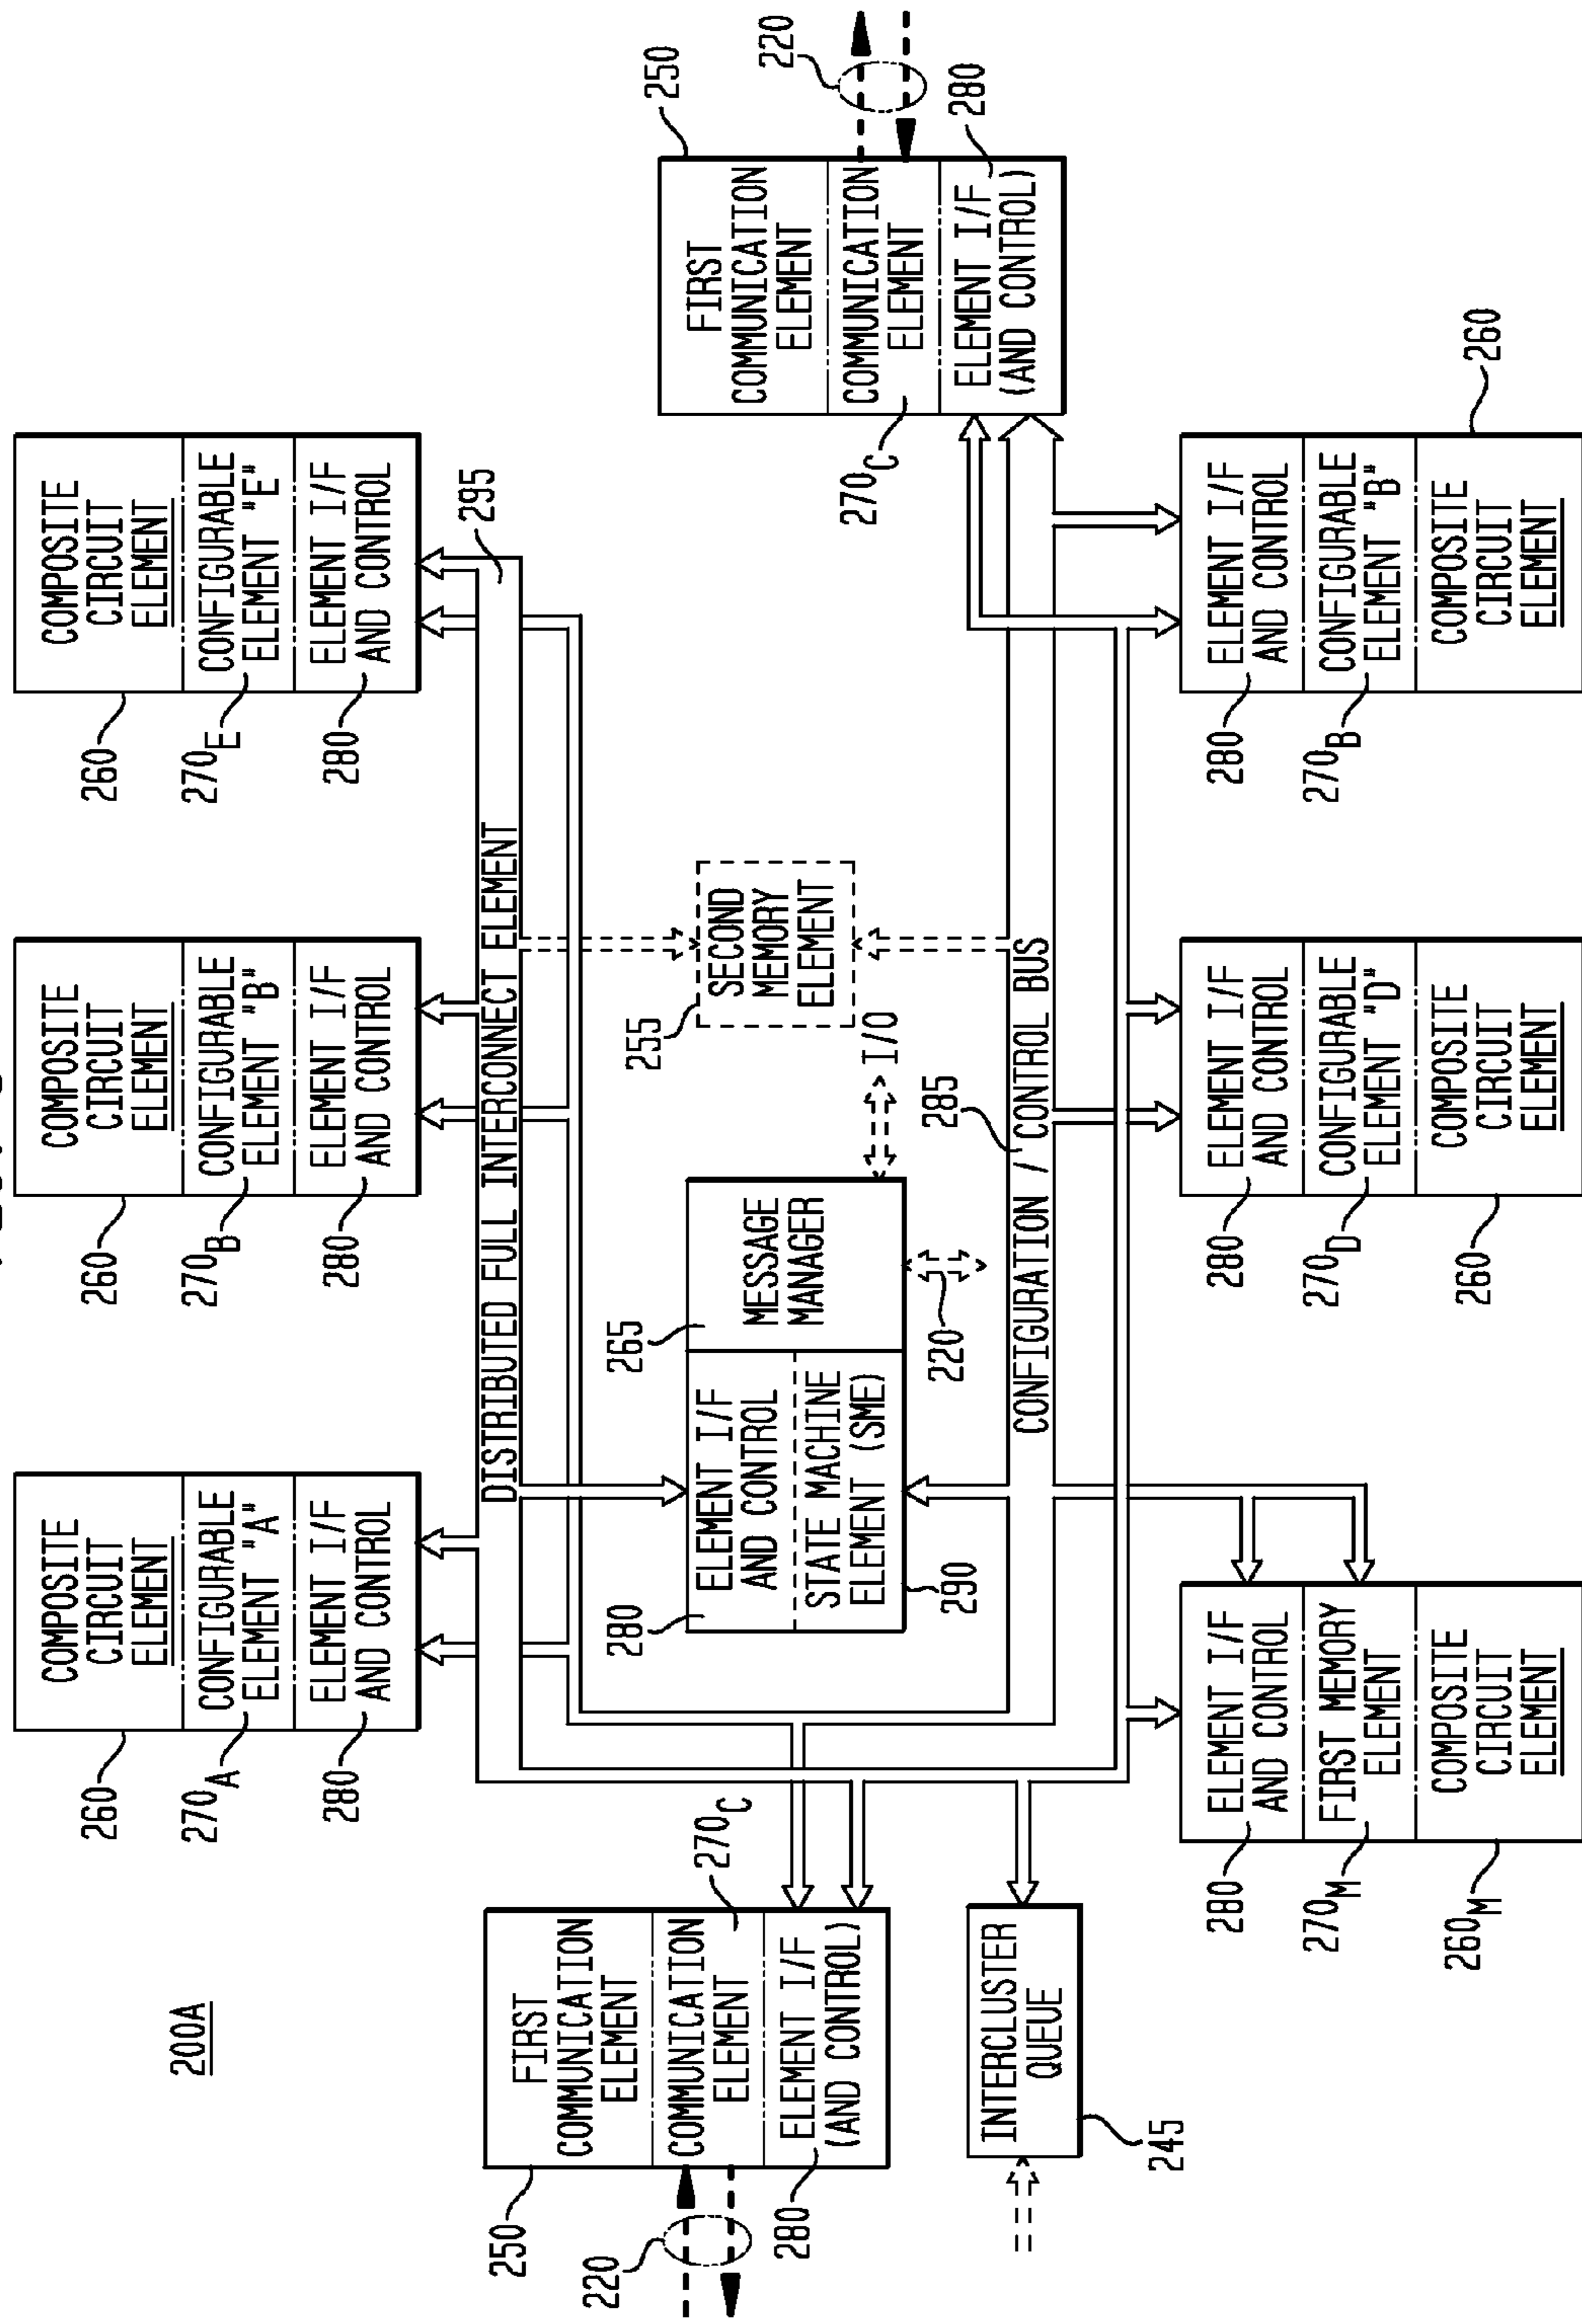 200A
COMPOSITE
CIRCUIT
ELEMENT
CONFIGURABLE
ELEMENT "A"
ELEMENT I/F
AND CONTROL
260
270A
280
COMPOSITE
CIRCUIT
ELEMENT
CONFIGURABLE
ELEMENT "B"
ELEMENT I/F
AND CONTROL
260
270B
280
COMPOSITE
CIRCUIT
ELEMENT
CONFIGURABLE
ELEMENT "E"
ELEMENT I/F
AND CONTROL
260
270E
280
DISTRIBUTED FULL INTERCONNECT ELEMENT
295
FIRST
COMMUNICATION
ELEMENT
COMMUNICATION
ELEMENT
ELEMENT I/F
(AND CONTROL)
250
220
280
270C
ELEMENT I/F
AND CONTROL
STATE MACHINE
ELEMENT (SME)
MESSAGE
MANAGER
280
265
290
220
I/O
SECOND
MEMORY
ELEMENT
255
FIRST
COMMUNICATION
ELEMENT
COMMUNICATION
ELEMENT
ELEMENT I/F
(AND CONTROL)
250
220
280
270C
CONFIGURATION / CONTROL BUS
285
INTERCLUSTER
QUEUE
245
ELEMENT I/F
AND CONTROL
FIRST MEMORY
ELEMENT
COMPOSITE
CIRCUIT
ELEMENT
280
270M
260M
ELEMENT I/F
AND CONTROL
CONFIGURABLE
ELEMENT "D"
COMPOSITE
CIRCUIT
ELEMENT
280
270D
260
ELEMENT I/F
AND CONTROL
CONFIGURABLE
ELEMENT "B"
COMPOSITE
CIRCUIT
ELEMENT
280
270B
260